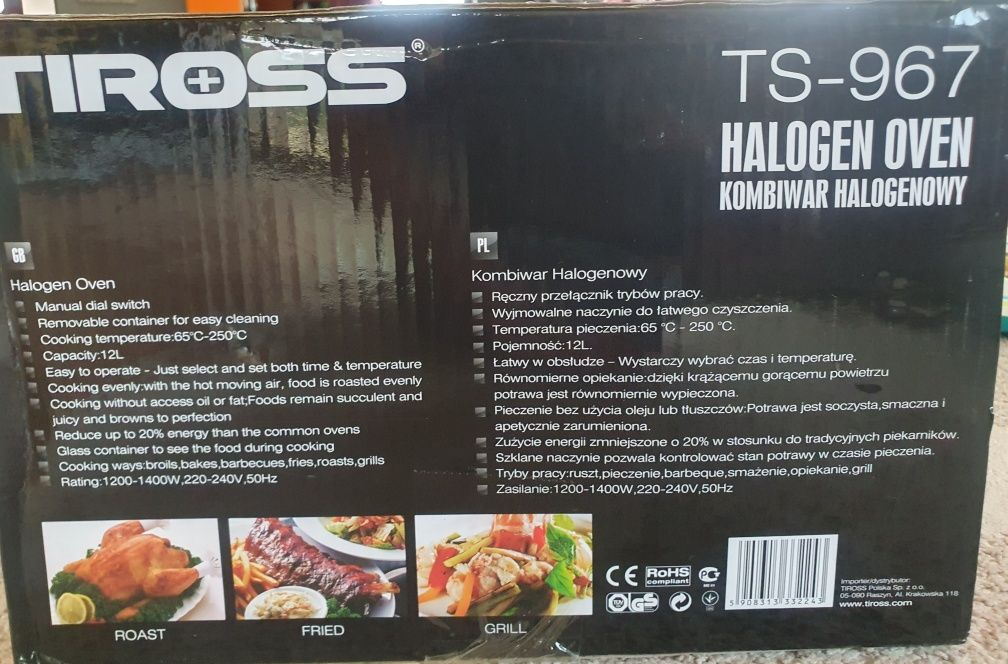 TIROSS®
TS-967
HALOGEN OVEN
KOMBIWAR HALOGENOWY
GB
Halogen Oven
Manual dial switch
Removable container for easy cleaning
Cooking temperature:65°C-250°C
Capacity:12L
Easy to operate - Just select and set both time & temperature
Cooking evenly:with the hot moving air, food is roasted evenly
Cooking without access oil or fat;Foods remain succulent and
juicy and browns to perfection
Reduce up to 20% energy than the common ovens
Glass container to see the food during cooking
Cooking ways:broils,bakes,barbecues,fries,roasts,grills
Rating:1200-1400W,220-240V,50Hz
PL
Kombiwar Halogenowy
Ręczny przełącznik trybów pracy.
Wyjmowalne naczynie do łatwego czyszczenia.
Temperatura pieczenia:65 °C - 250 °C.
Pojemność:12L.
Łatwy w obsłudze - Wystarczy wybrać czas i temperaturę.
Równomierne opiekanie:dzięki krążącemu gorącemu powietrzu
potrawa jest równomiernie wypieczona.
Pieczenie bez użycia oleju lub tłuszczów:Potrawa jest soczysta,smaczna i
apetycznie zarumieniona.
Zużycie energii zmniejszone o 20% w stosunku do tradycyjnych piekarników.
Szklane naczynie pozwala kontrolować stan potrawy w czasie pieczenia.
Tryby pracy:ruszt,pieczenie,barbeque,smażenie,opiekanie,grill
Zasilanie:1200-1400W,220-240V,50Hz
ROAST
FRIED
GRILL
CE
RoHS
compliant
TÜV GS
5 908313 332243
Importer/dystrybutor:
TIROSS Polska Sp. z o.o.
05-090 Raszyn, Al. Krakowska 118
www.tiross.com